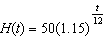 H(t) = 50(1.15)^{t/12}